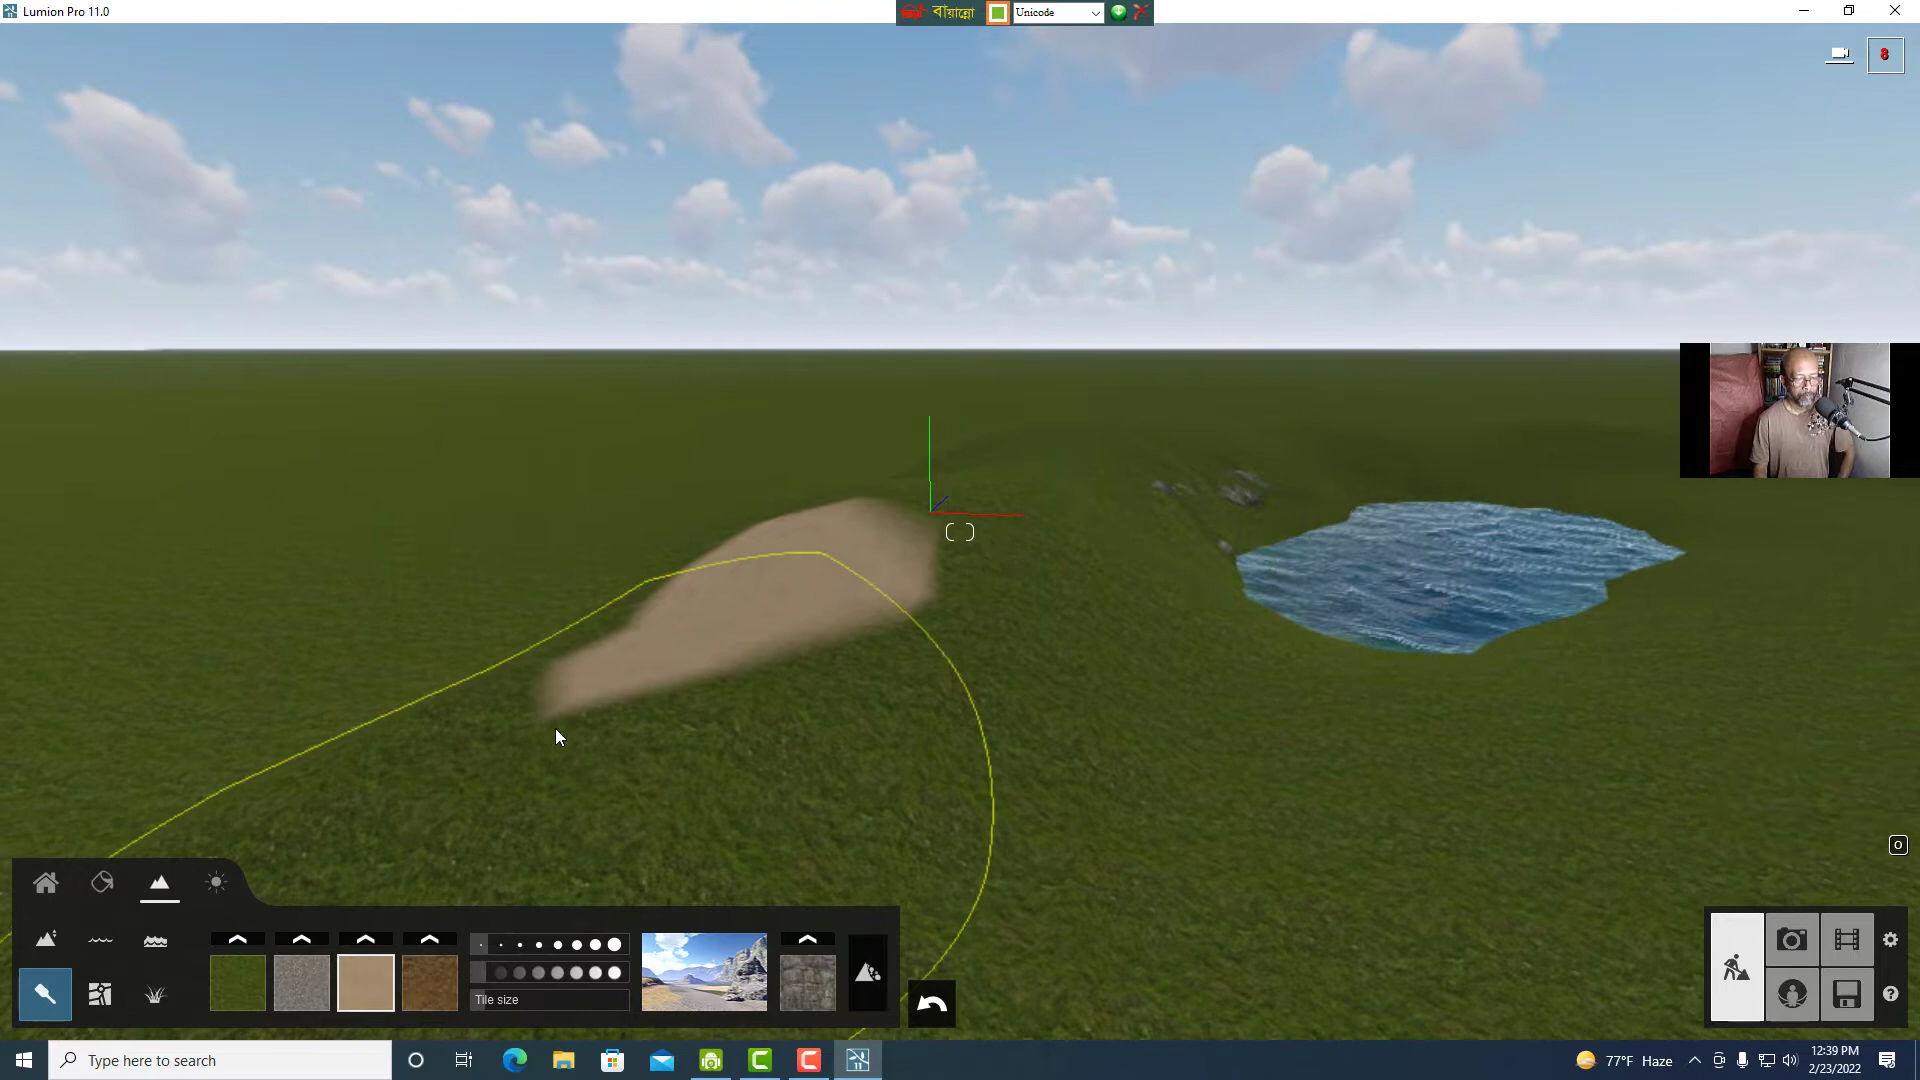 Lumion Pro 11.0
বায়ান্নো
Unicode
8
O
Tile size
Type here to search
77°F Haze
12:39 PM
2/23/2022